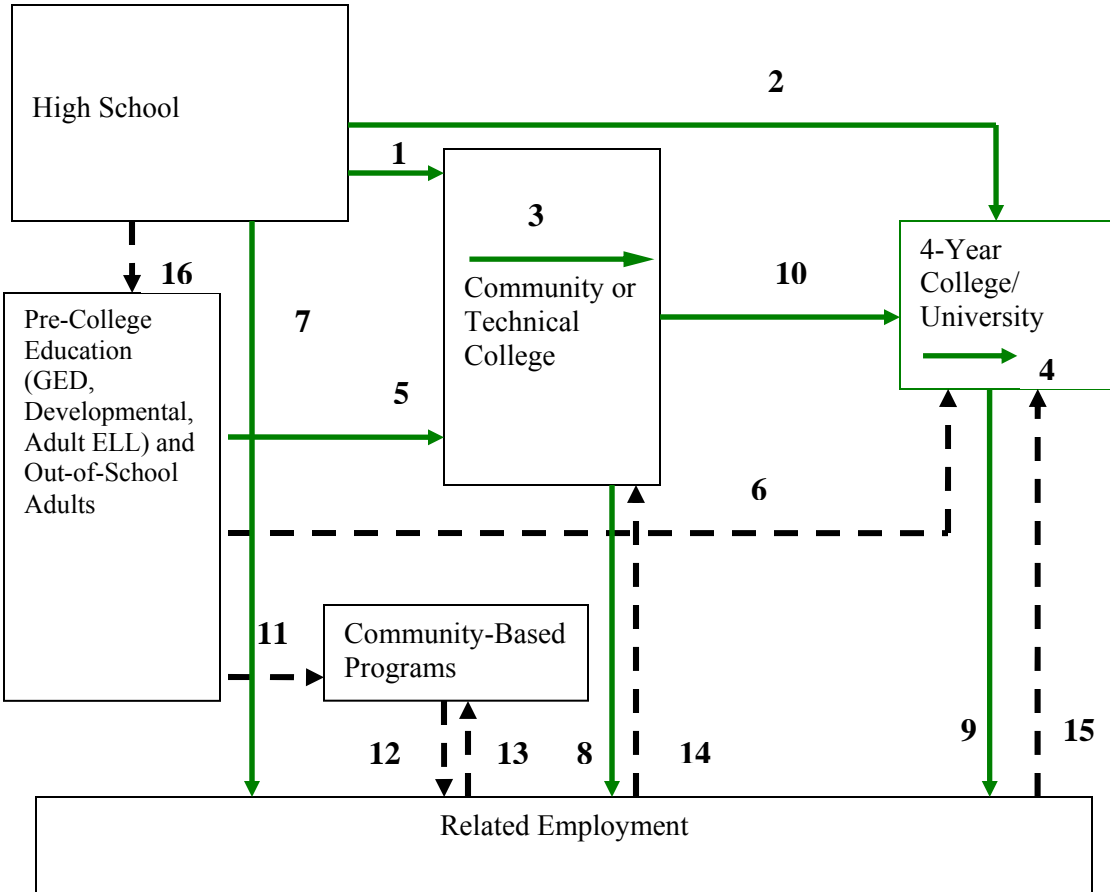 High School
2
1
3
Community or
Technical
College
10
4-Year
College/
University
4
16
Pre-College
Education
(GED,
Developmental,
Adult ELL) and
Out-of-School
Adults
7
5
6
11
Community-Based
Programs
12
13
8
14
9
15
Related Employment